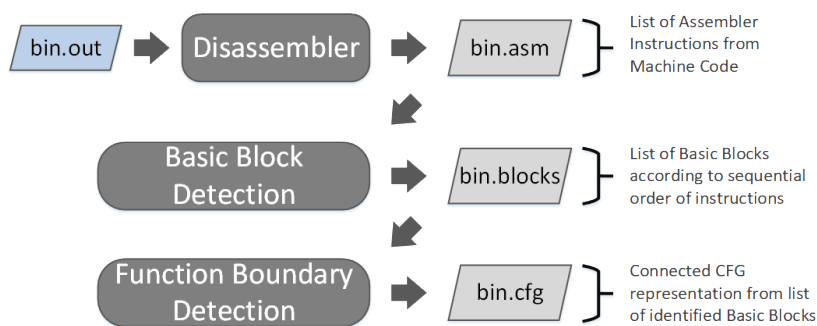 bin.out
Disassembler
bin.asm
List of Assembler
Instructions from
Machine Code
Basic Block
Detection
bin.blocks
List of Basic Blocks
according to sequential
order of instructions
Function Boundary
Detection
bin.cfg
Connected CFG
representation from list
of identified Basic Blocks